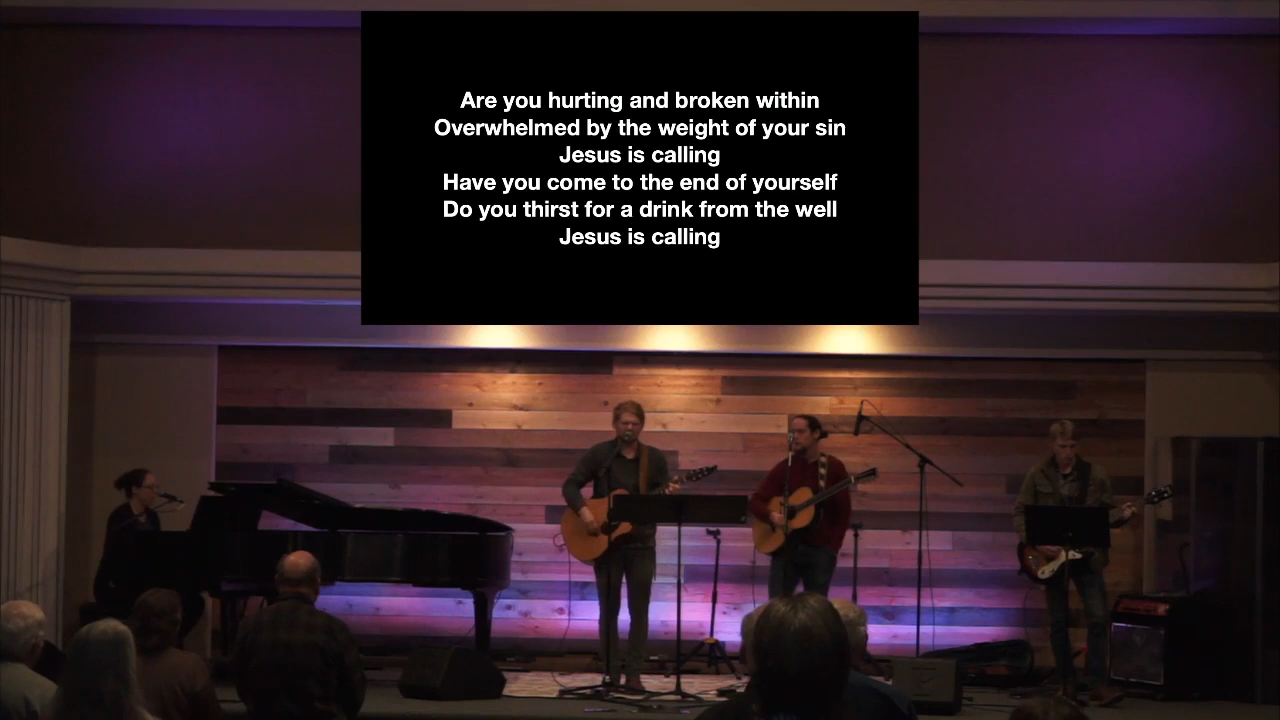 Are you hurting and broken within
Overwhelmed by the weight of your sin
Jesus is calling
Have you come to the end of yourself
Do you thirst for a drink from the well
Jesus is calling